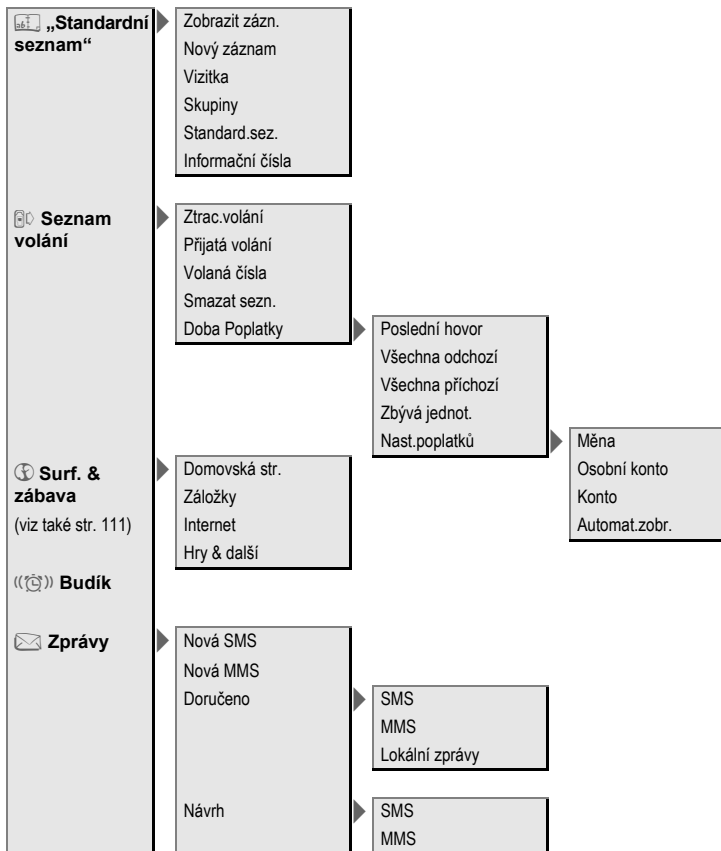 „Standardní
seznam“
Zobrazit zázn.
Nový záznam
Vizitka
Skupiny
Standard.sez.
Informační čísla
Seznam
volání
Ztrac.volání
Přijatá volání
Volaná čísla
Smazat sezn.
Doba Poplatky
Poslední hovor
Všechna odchozí
Všechna příchozí
Zbývá jednot.
Nast.poplatků
Měna
Osobní konto
Konto
Automat.zobr.
Surf. &
zábava
(viz také str. 111)
Domovská str.
Záložky
Internet
Hry & další
Budík
Zprávy
Nová SMS
Nová MMS
Doručeno
SMS
MMS
Lokální zprávy
Návrh
SMS
MMS